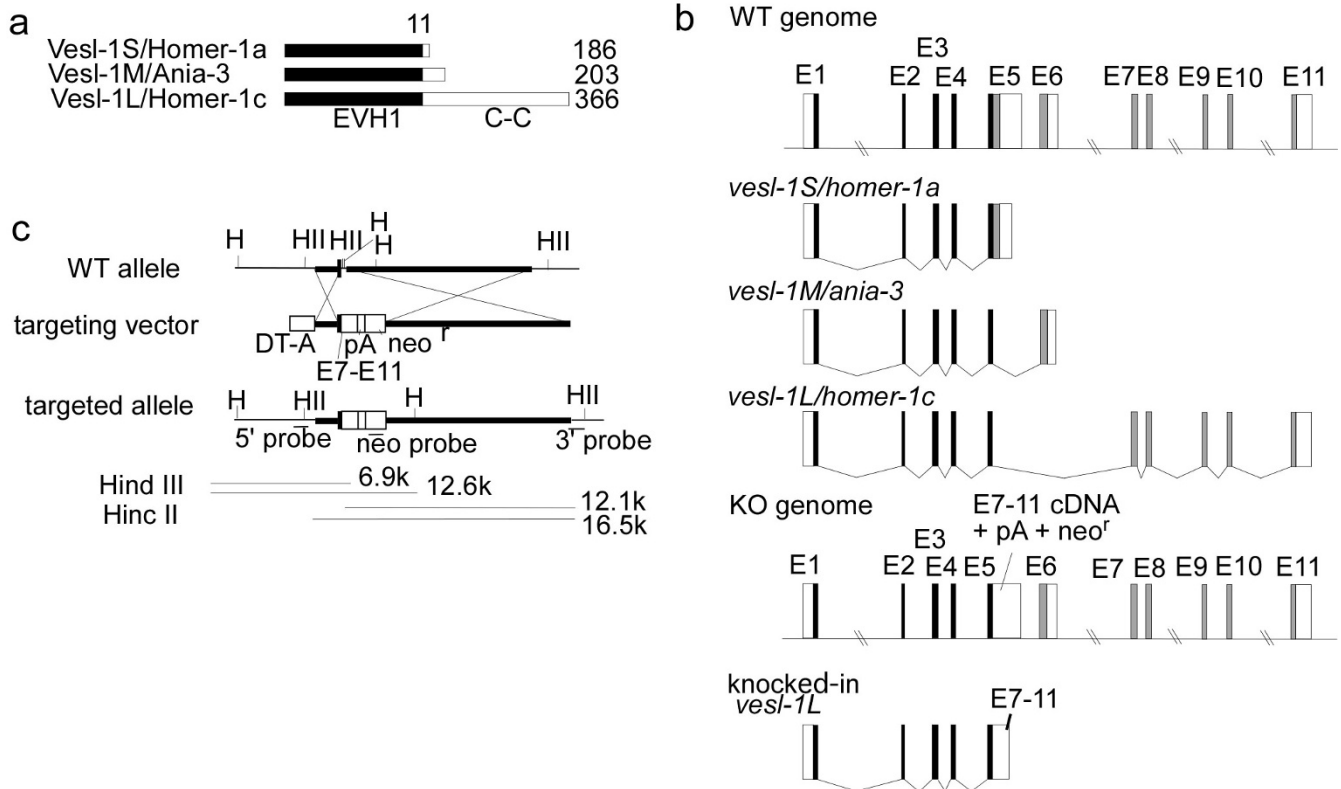 a
11
Vesl-1S/Homer-1a 186
Vesl-1M/Ania-3 203
Vesl-1L/Homer-1c 366
EVH1 C-C
b
WT genome
E3
E1 E2 E4 E5 E6 E7 E8 E9 E10 E11
vesl-1S/homer-1a
vesl-1M/ania-3
vesl-1L/homer-1c
KO genome
E7-11 cDNA
+ pA + neoʳ
E3
E1 E2 E4 E5 E6 E7 E8 E9 E10 E11
knocked-in
vesl-1L
E7-11
c
H
H HII HII H HII
WT allele
targeting vector
DT-A pA neo r
E7-E11
targeted allele
H HII H HII
5' probe neo probe 3' probe
Hind III 6.9k
12.6k
Hinc II 12.1k
16.5k